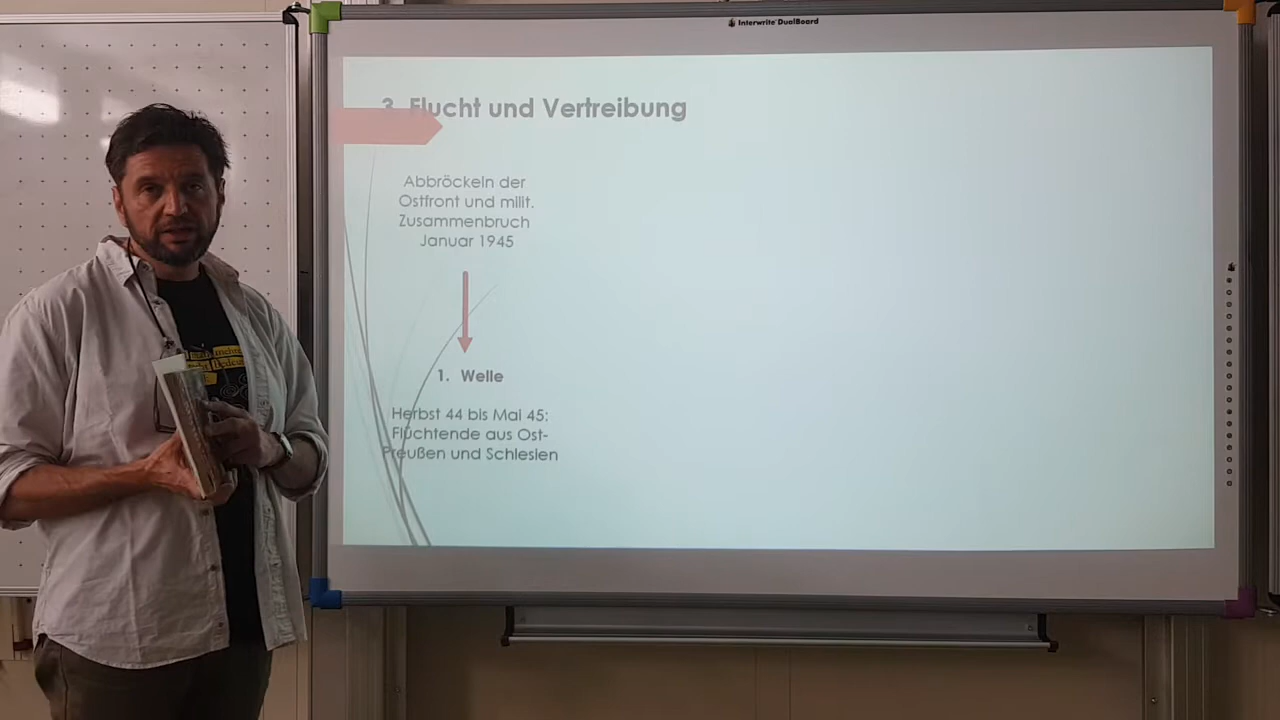 Interwrite DualBoard
3. Flucht und Vertreibung
Abbröckeln der
Ostfront und milit.
Zusammenbruch
Januar 1945
1. Welle
Herbst 44 bis Mai 45:
Flüchtende aus Ost-
Preußen und Schlesien